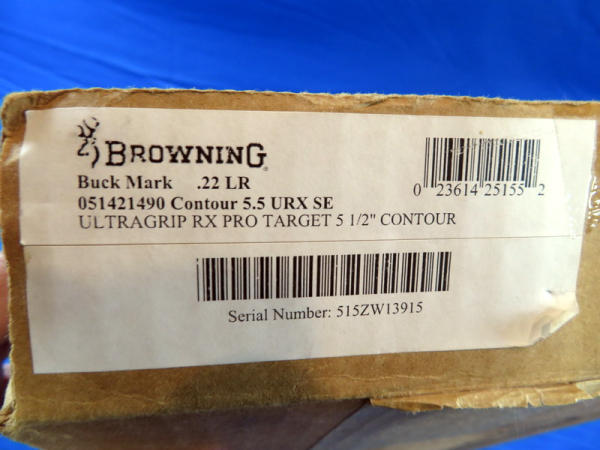 BROWNING
Buck Mark .22 LR
051421490 Contour 5.5 URX SE
ULTRAGRIP RX PRO TARGET 5 1/2" CONTOUR
0 23614 25155 2
Serial Number: 515ZW13915